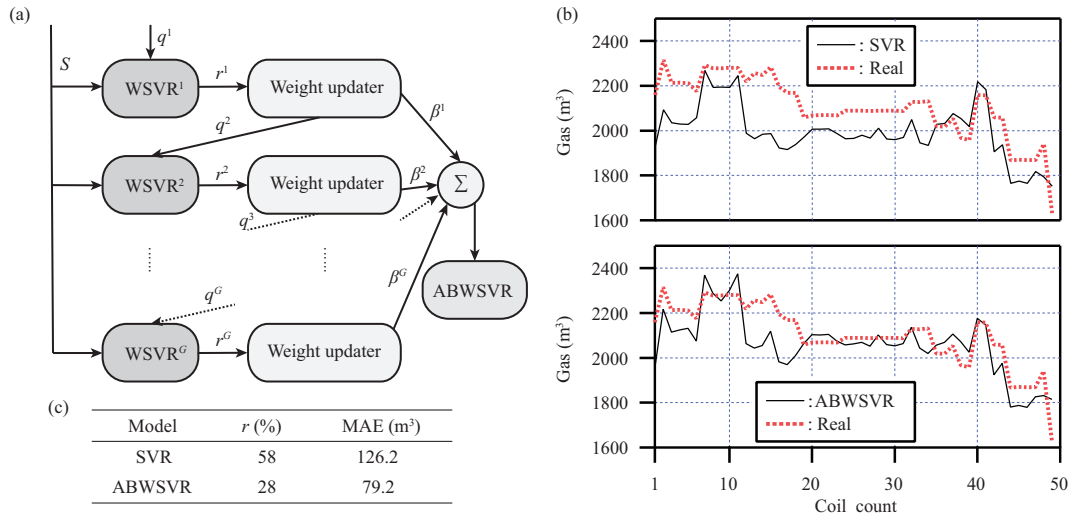 (a)
S
q¹
WSVR¹
r¹
Weight updater
β¹
q²
WSVR²
r²
Weight updater
β²
Σ
q³
β^G
ABWSVR
q^G
WSVR^G
r^G
Weight updater
(b)
2400
2200
2000
1800
1600
Gas (m³)
: SVR
: Real
2400
2200
2000
1800
1600
Gas (m³)
: ABWSVR
: Real
1 10 20 30 40 50
Coil count
(c)
Model r (%) MAE (m³)
SVR 58 126.2
ABWSVR 28 79.2